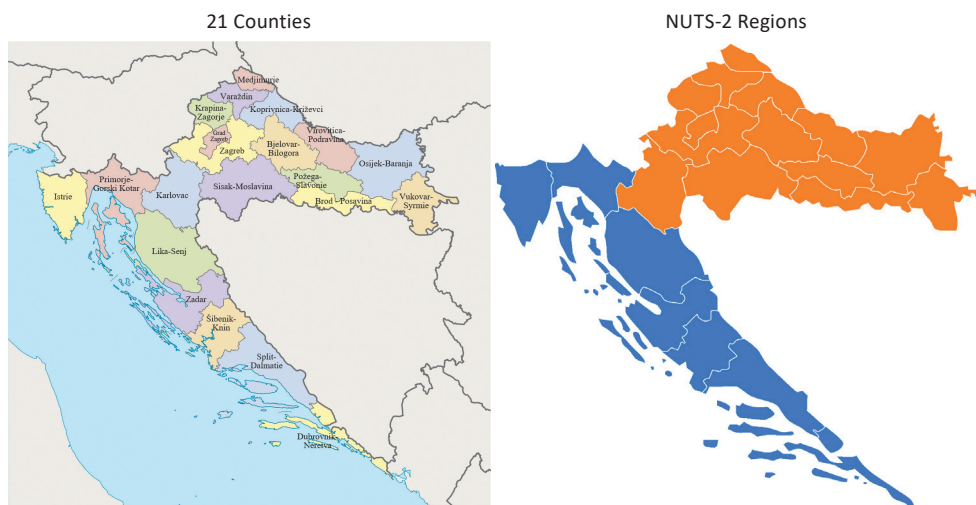 21 Counties
NUTS-2 Regions
Medjimurje
Varaždin
Krapina-
Zagorje
Koprivnica-Križevci
Grad
Zagreb
Zagreb
Bjelovar-
Bilogora
Virovitica-
Podravina
Osijek-Baranja
Primorje-
Gorski Kotar
Istrie
Karlovac
Sisak-Moslavina
Požega-
Slavonie
Brod - Posavina
Vukovar-
Syrmie
Lika-Senj
Zadar
Šibenik-
Knin
Split-
Dalmatie
Dubrovnik-
Neretva